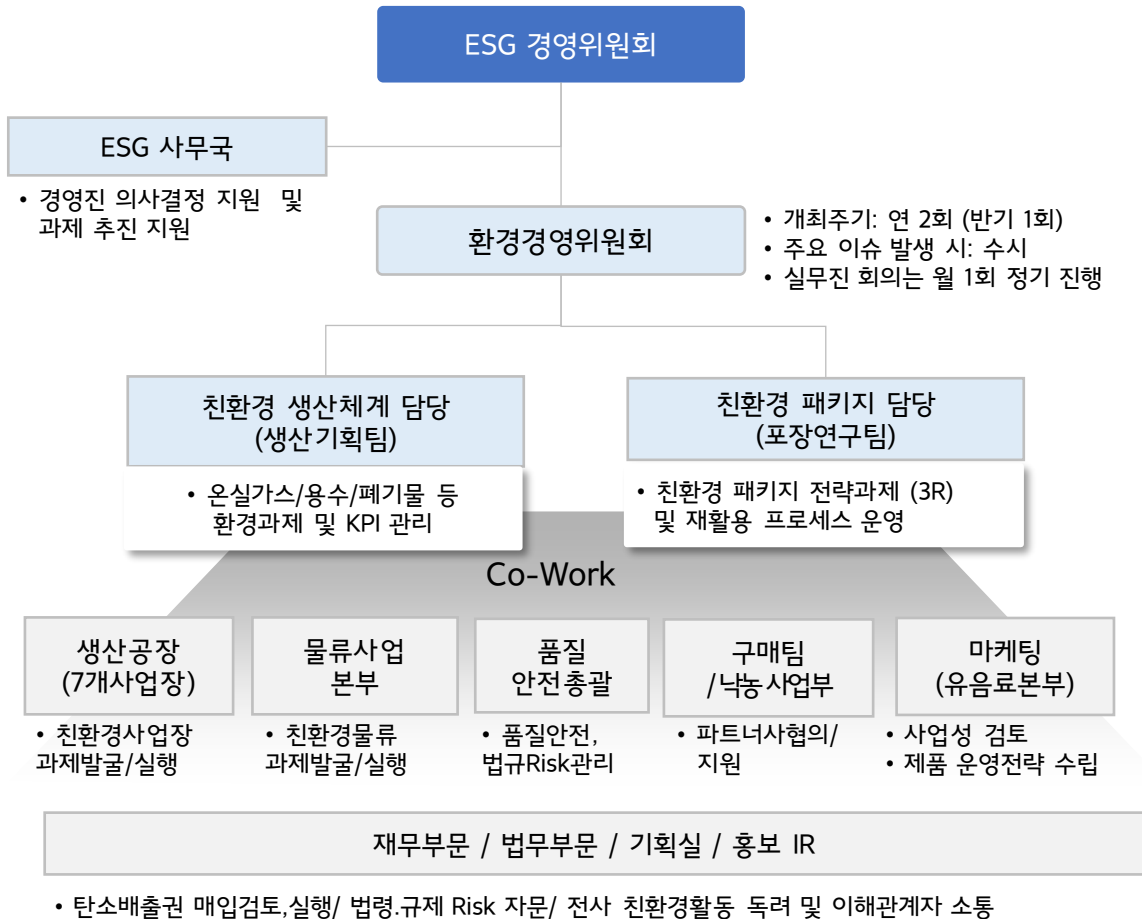 ESG 경영위원회
ESG 사무국
• 경영진 의사결정 지원 및
과제 추진 지원
환경경영위원회
• 개최주기: 연 2회 (반기 1회)
• 주요 이슈 발생 시: 수시
• 실무진 회의는 월 1회 정기 진행
친환경 생산체계 담당
(생산기획팀)
• 온실가스/용수/폐기물 등
환경과제 및 KPI 관리
친환경 패키지 담당
(포장연구팀)
• 친환경 패키지 전략과제 (3R)
및 재활용 프로세스 운영
Co-Work
생산공장
(7개사업장)
• 친환경사업장
과제발굴/실행
물류사업
본부
• 친환경물류
과제발굴/실행
품질
안전총괄
• 품질안전,
법규Risk관리
구매팀
/낙농사업부
• 파트너사협의/
지원
마케팅
(유음료본부)
• 사업성 검토
• 제품 운영전략 수립
재무부문 / 법무부문 / 기획실 / 홍보 IR
• 탄소배출권 매입검토,실행/ 법령.규제 Risk 자문/ 전사 친환경활동 독려 및 이해관계자 소통